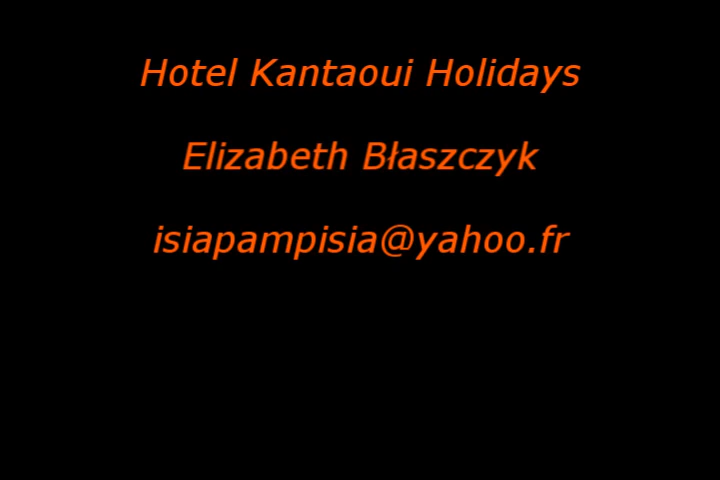 Hotel Kantaoui Holidays
Elizabeth Błaszczyk
isiapampisia@yahoo.fr